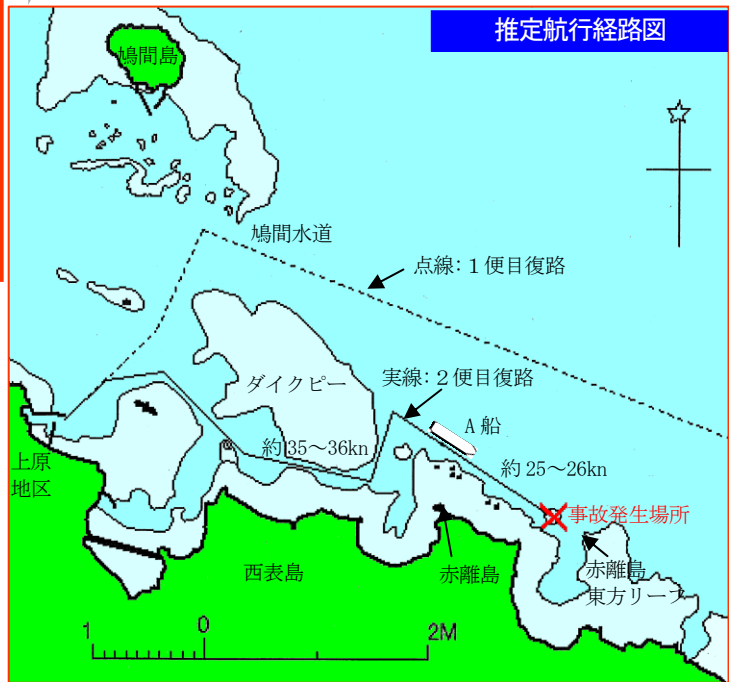 推定航行経路図
鳩間島
鳩間水道
点線：１便目復路
ダイクピー
実線：２便目復路
A 船
約 35～36kn
約 25～26kn
上原
地区
事故発生場所
西表島
赤離島
赤離島
東方リーフ
1 0 2M